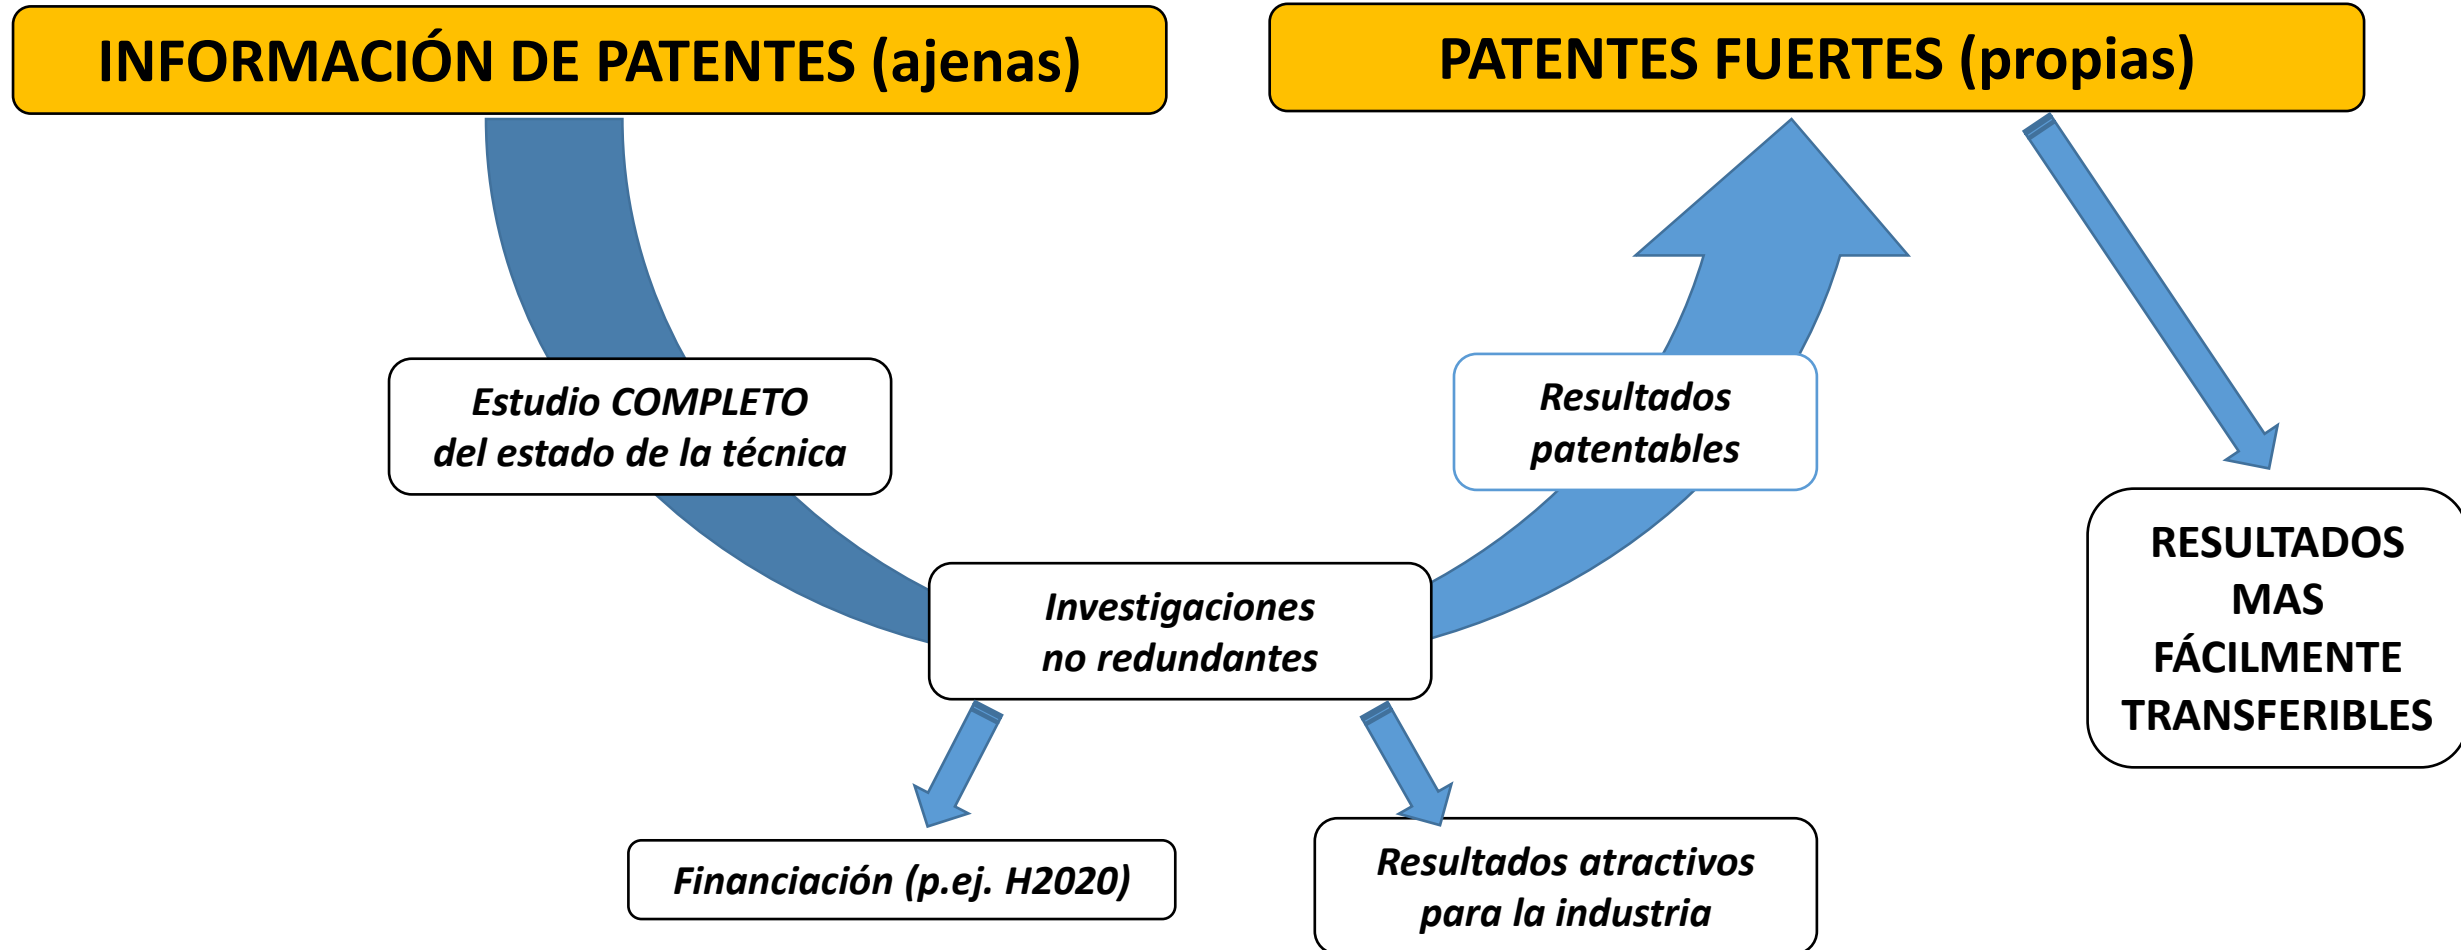 INFORMACIÓN DE PATENTES (ajenas)
PATENTES FUERTES (propias)
Estudio COMPLETO
del estado de la técnica
Resultados
patentables
Investigaciones
no redundantes
RESULTADOS
MAS
FÁCILMENTE
TRANSFERIBLES
Financiación (p.ej. H2020)
Resultados atractivos
para la industria